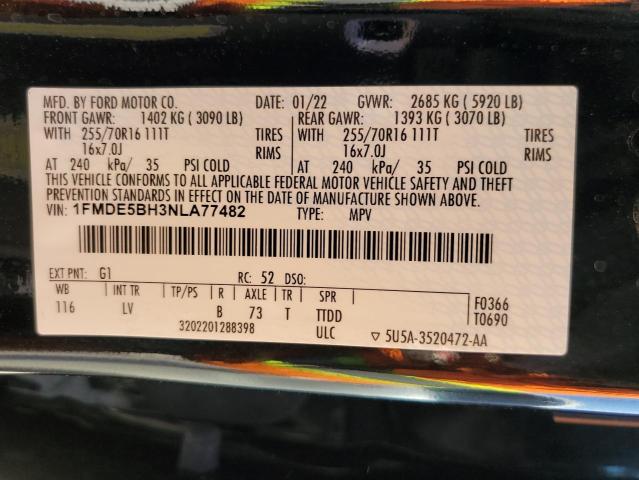 MFD. BY FORD MOTOR CO. DATE: 01/22 GVWR: 2685 KG ( 5920 LB)
FRONT GAWR: 1402 KG ( 3090 LB) REAR GAWR: 1393 KG ( 3070 LB)
WITH 255/70R16 111T TIRES WITH 255/70R16 111T TIRES
16x7.0J RIMS 16x7.0J RIMS
AT 240 kPa/ 35 PSI COLD AT 240 kPa/ 35 PSI COLD
THIS VEHICLE CONFORMS TO ALL APPLICABLE FEDERAL MOTOR VEHICLE SAFETY AND THEFT
PREVENTION STANDARDS IN EFFECT ON THE DATE OF MANUFACTURE SHOWN ABOVE.
VIN: 1FMDE5BH3NLA77482 TYPE: MPV
EXT PNT: G1 RC: 52 DSO:
WB INT TR TP/PS R AXLE TR SPR F0366
116 LV B 73 T TTDD T0690
3202201288398 ULC ▽ 5U5A-3520472-AA